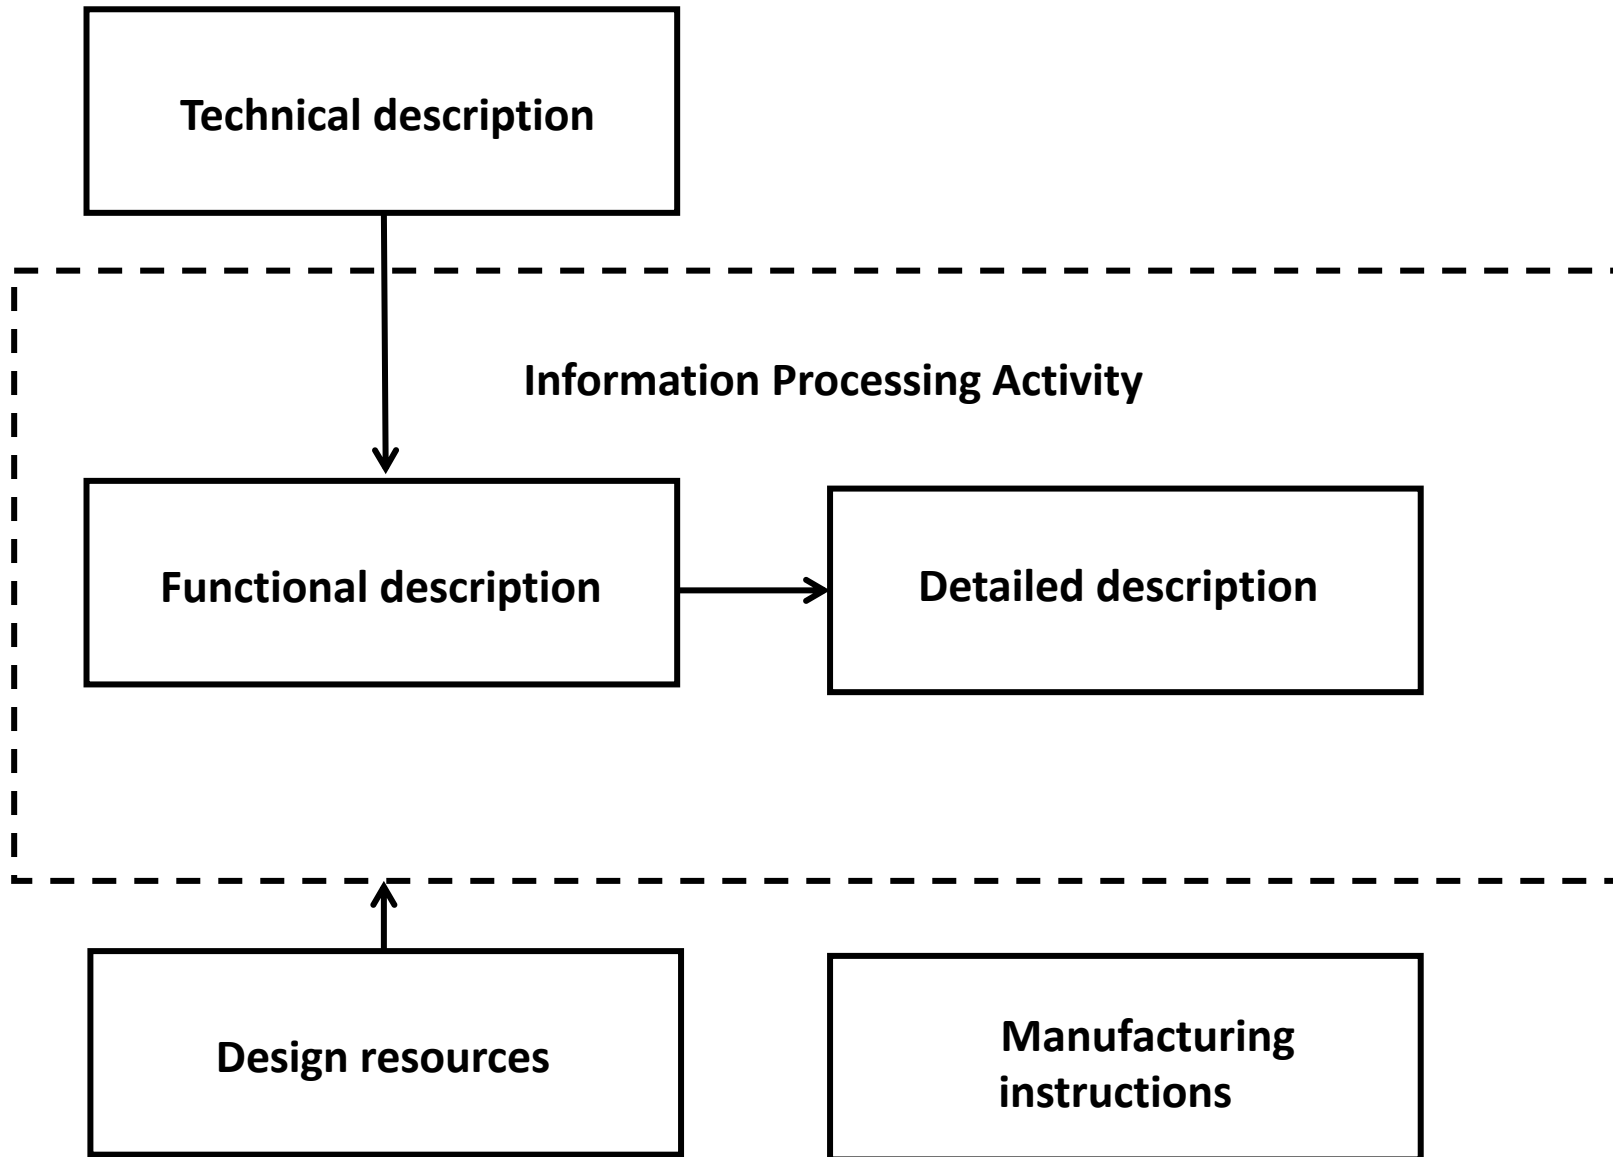 Technical description
Information Processing Activity
Functional description
Detailed description
Design resources
Manufacturing
instructions